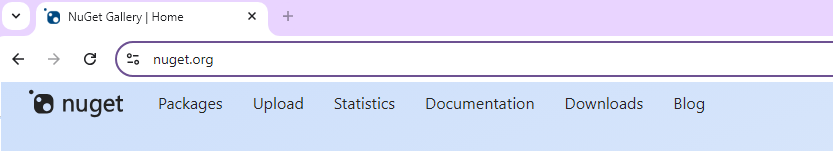 NuGet Gallery | Home
nuget.org
nuget Packages Upload Statistics Documentation Downloads Blog